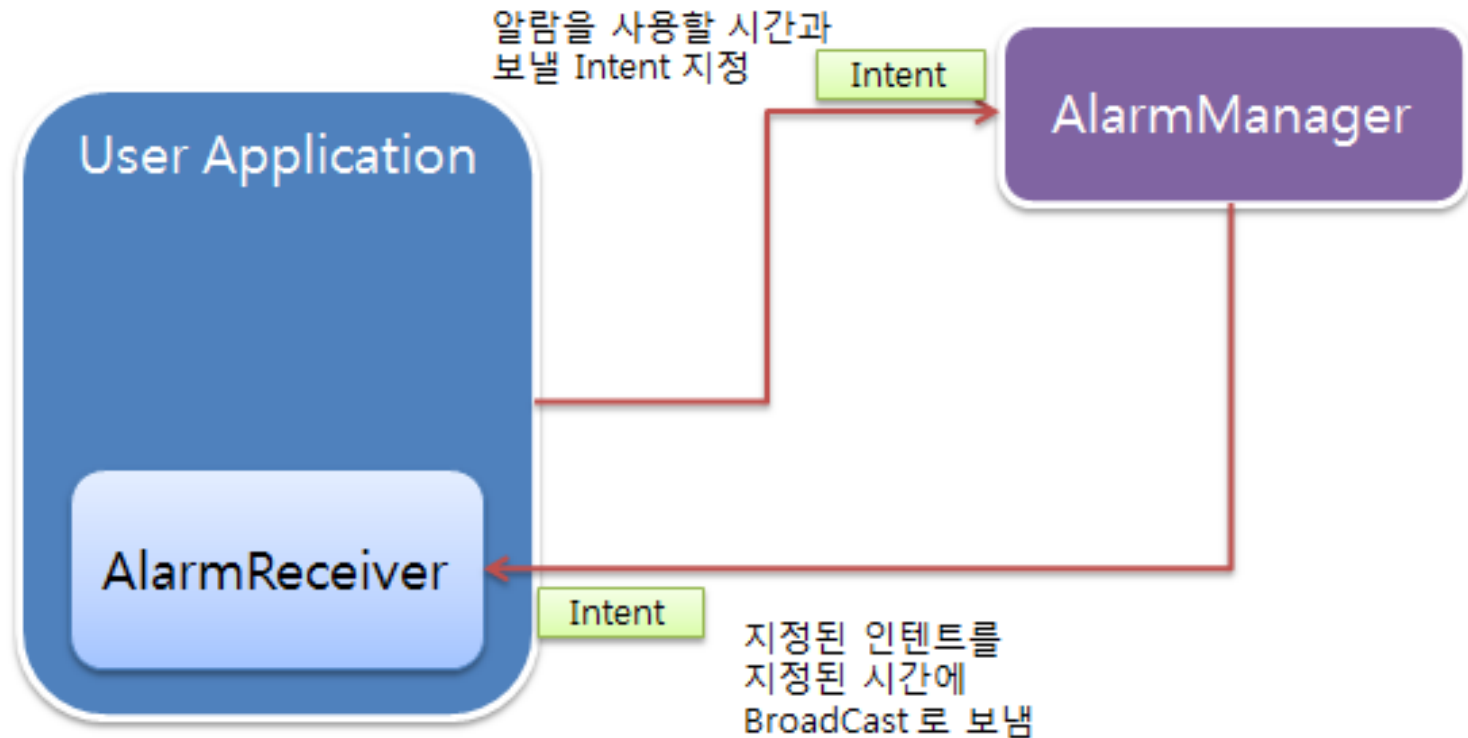 알람을 사용할 시간과
보낼 Intent 지정
Intent
AlarmManager
User Application
AlarmReceiver
Intent
지정된 인텐트를
지정된 시간에
BroadCast 로 보냄